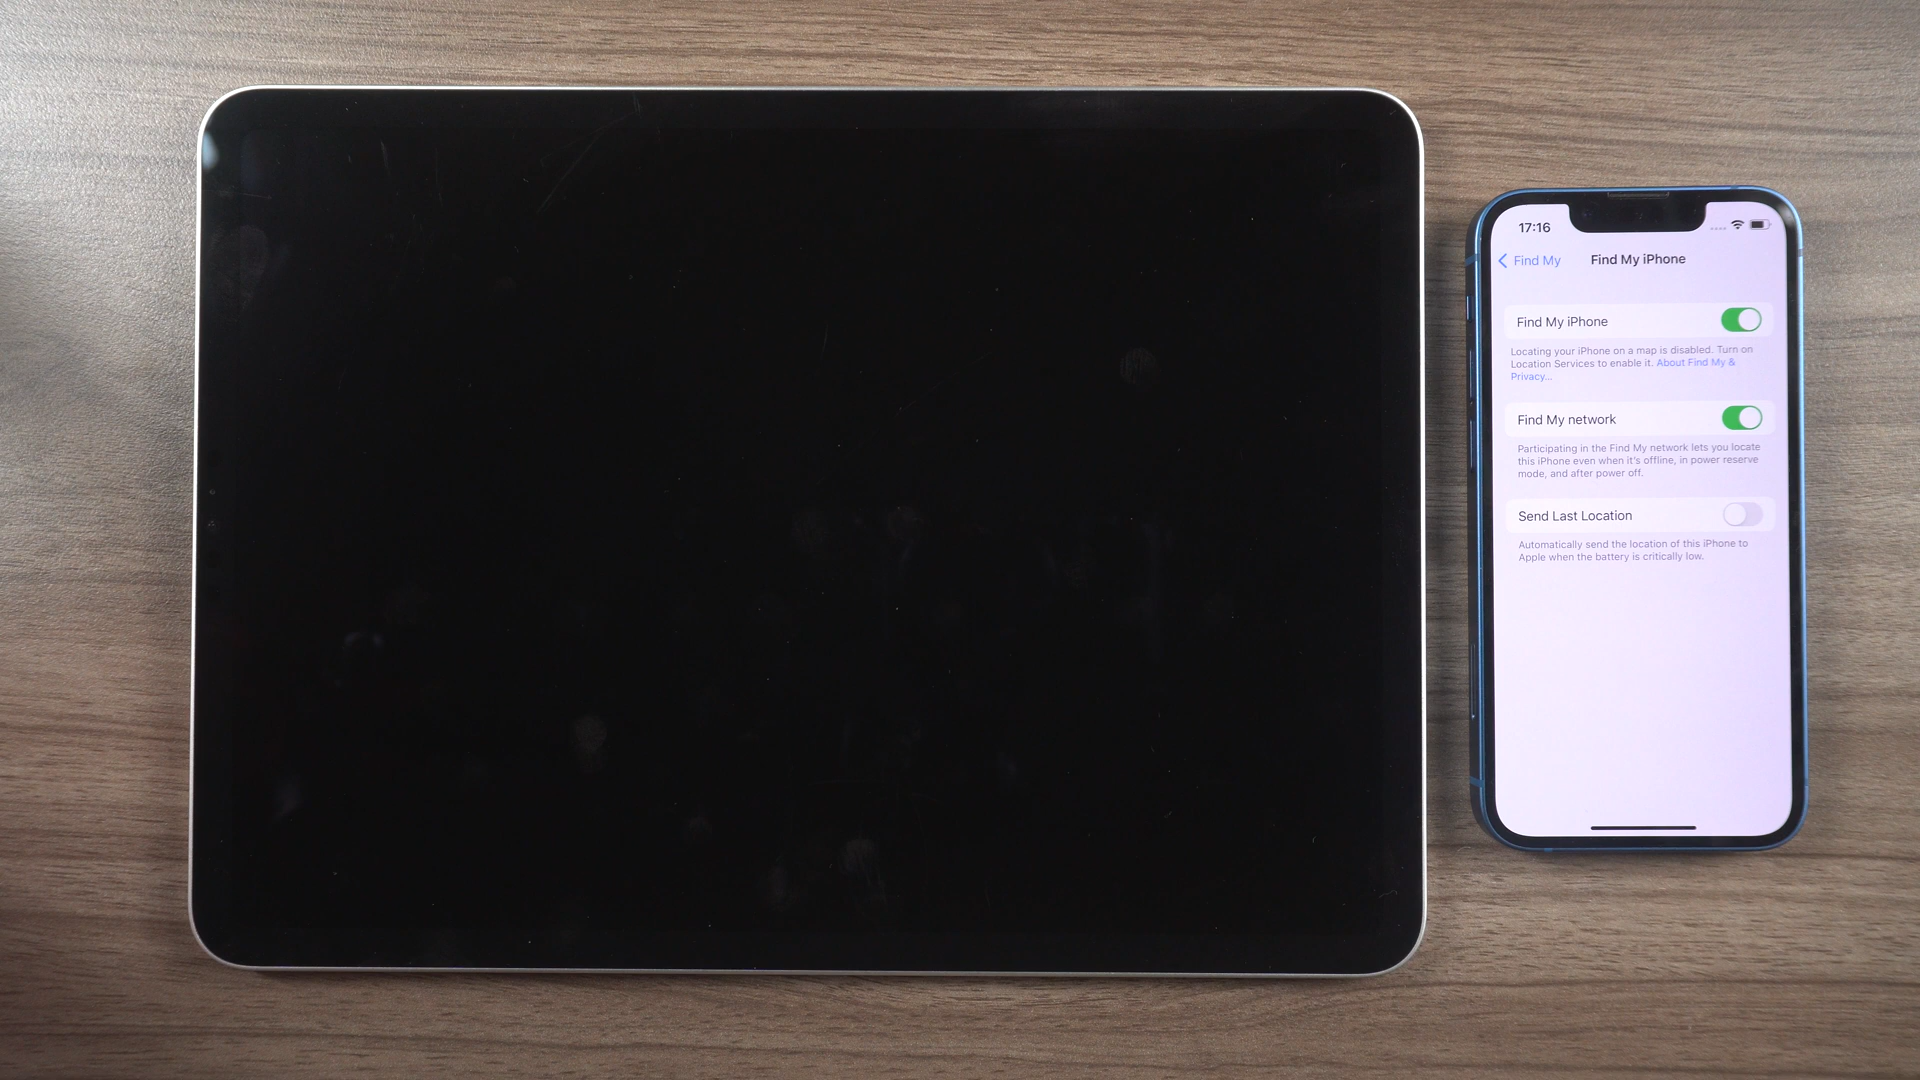 17:16
Find My
Find My iPhone
Find My iPhone
Locating your iPhone on a map is disabled. Turn on
Location Services to enable it. About Find My &
Privacy...
Find My network
Participating in the Find My network lets you locate
this iPhone even when it's offline, in power reserve
mode, and after power off.
Send Last Location
Automatically send the location of this iPhone to
Apple when the battery is critically low.